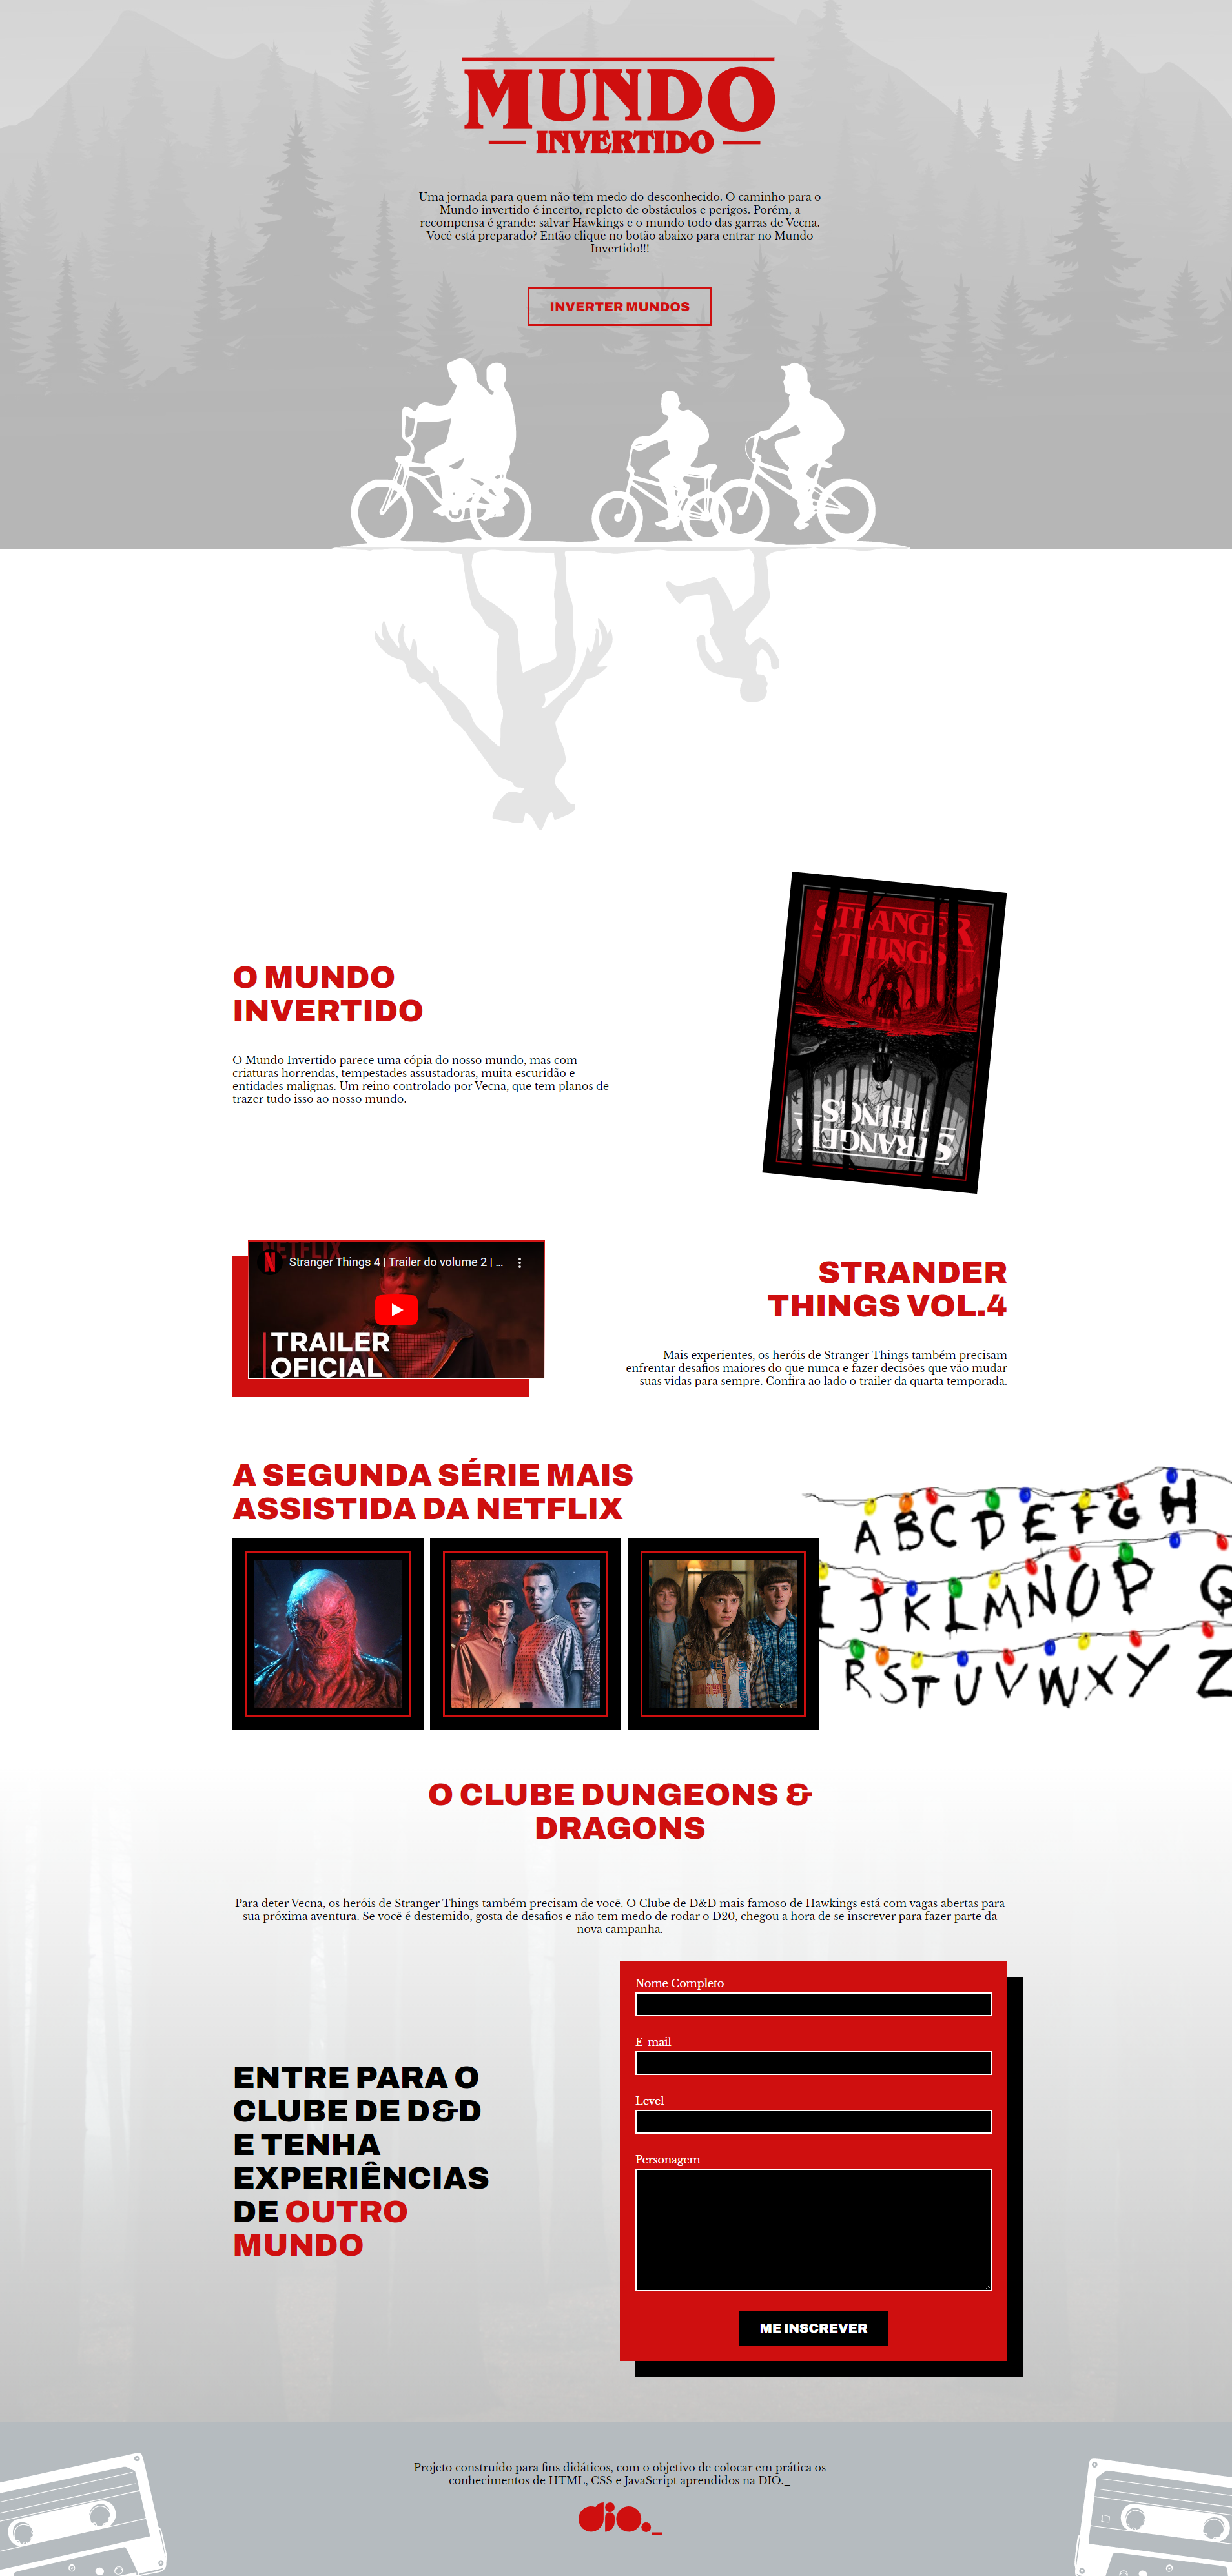 MUNDO
INVERTIDO
Uma jornada para quem não tem medo do desconhecido. O caminho para o
Mundo invertido é incerto, repleto de obstáculos e perigos. Porém, a
recompensa é grande: salvar Hawkings e o mundo todo das garras de Vecna.
Você está preparado? Então clique no botão abaixo para entrar no Mundo
Invertido!!!
INVERTER MUNDOS
STRANGER
THINGS
O MUNDO
INVERTIDO
O Mundo Invertido parece uma cópia do nosso mundo, mas com
criaturas horrendas, tempestades assustadoras, muita escuridão e
entidades malignas. Um reino controlado por Vecna, que tem planos de
trazer tudo isso ao nosso mundo.
THINGS
STRANGER
NETFLIX
N Stranger Things 4 | Trailer do volume 2 | ...
TRAILER
OFICIAL
STRANDER
THINGS VOL.4
Mais experientes, os heróis de Stranger Things também precisam
enfrentar desafios maiores do que nunca e fazer decisões que vão mudar
suas vidas para sempre. Confira ao lado o trailer da quarta temporada.
A SEGUNDA SÉRIE MAIS
ASSISTIDA DA NETFLIX
A B C D E F G H
I J K L M N O P Q
R S T U V W X Y Z
O CLUBE DUNGEONS &
DRAGONS
Para deter Vecna, os heróis de Stranger Things também precisam de você. O Clube de D&D mais famoso de Hawkings está com vagas abertas para
sua próxima aventura. Se você é destemido, gosta de desafios e não tem medo de rodar o D20, chegou a hora de se inscrever para fazer parte da
nova campanha.
ENTRE PARA O
CLUBE DE D&D
E TENHA
EXPERIÊNCIAS
DE OUTRO
MUNDO
Nome Completo
E-mail
Level
Personagem
ME INSCREVER
Projeto construído para fins didáticos, com o objetivo de colocar em prática os
conhecimentos de HTML, CSS e JavaScript aprendidos na DIO._
dio._